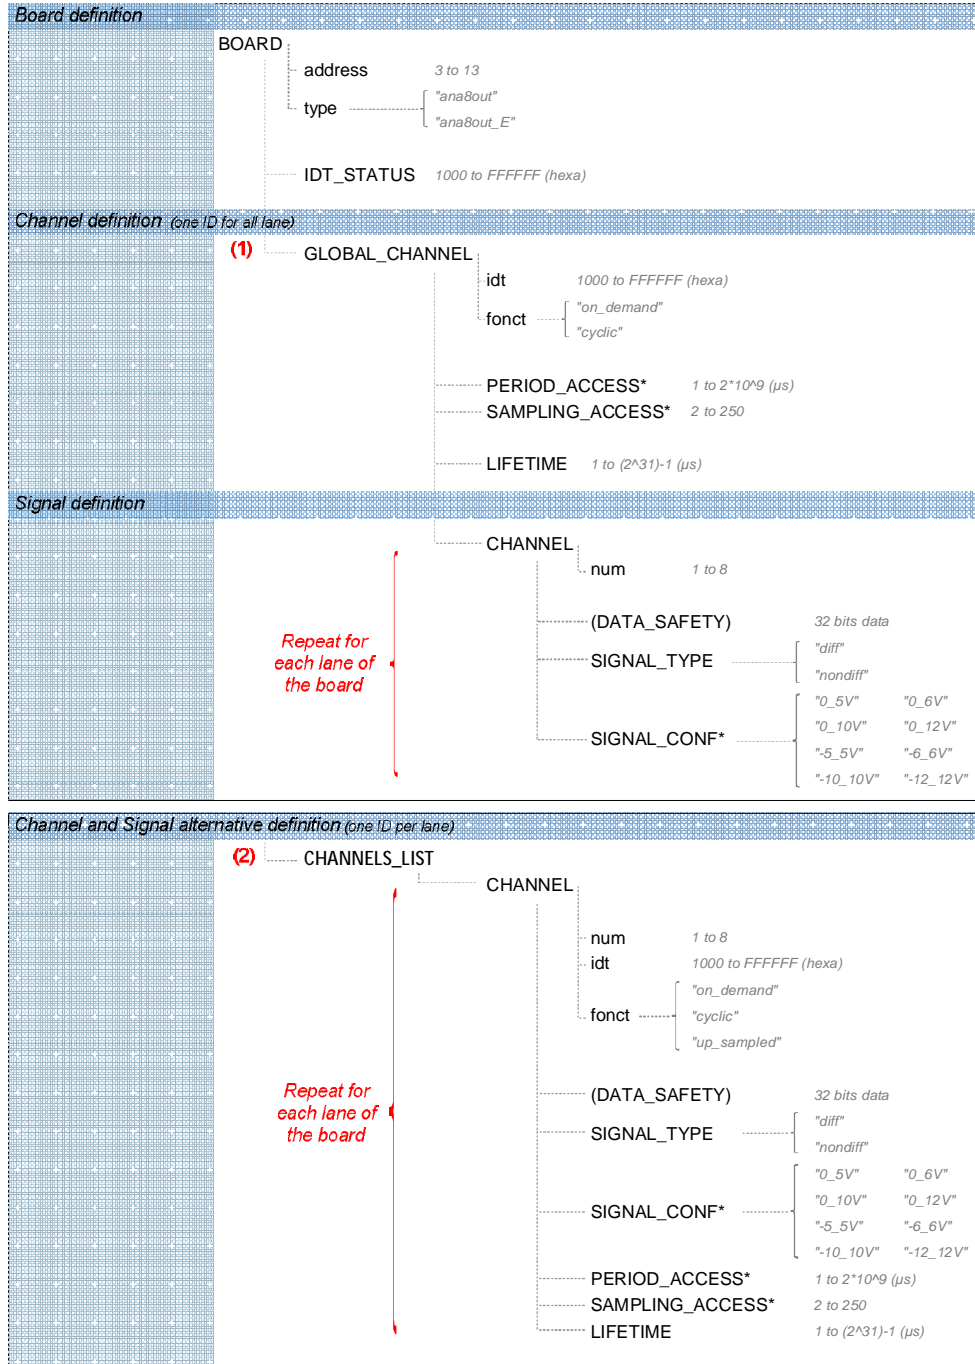 Board definition
BOARD
address 3 to 13
"ana8out"
type
"ana8out_E"
IDT_STATUS 1000 to FFFFFF (hexa)
Channel definition (one ID for all lane)
(1) GLOBAL_CHANNEL
idt 1000 to FFFFFF (hexa)
"on_demand"
fonct
"cyclic"
PERIOD_ACCESS* 1 to 2*10^9 (µs)
SAMPLING_ACCESS* 2 to 250
LIFETIME 1 to (2^31)-1 (µs)
Signal definition
CHANNEL
num 1 to 8
Repeat for
each lane of
the board
(DATA_SAFETY) 32 bits data
"diff"
SIGNAL_TYPE
"nondiff"
"0_5V" "0_6V"
"0_10V" "0_12V"
SIGNAL_CONF*
"-5_5V" "-6_6V"
"-10_10V" "-12_12V"
Channel and Signal alternative definition (one ID per lane)
(2) CHANNELS_LIST
CHANNEL
num 1 to 8
idt 1000 to FFFFFF (hexa)
"on_demand"
fonct "cyclic"
"up_sampled"
Repeat for
each lane of
the board
(DATA_SAFETY) 32 bits data
"diff"
SIGNAL_TYPE
"nondiff"
"0_5V" "0_6V"
"0_10V" "0_12V"
SIGNAL_CONF*
"-5_5V" "-6_6V"
"-10_10V" "-12_12V"
PERIOD_ACCESS* 1 to 2*10^9 (µs)
SAMPLING_ACCESS* 2 to 250
LIFETIME 1 to (2^31)-1 (µs)